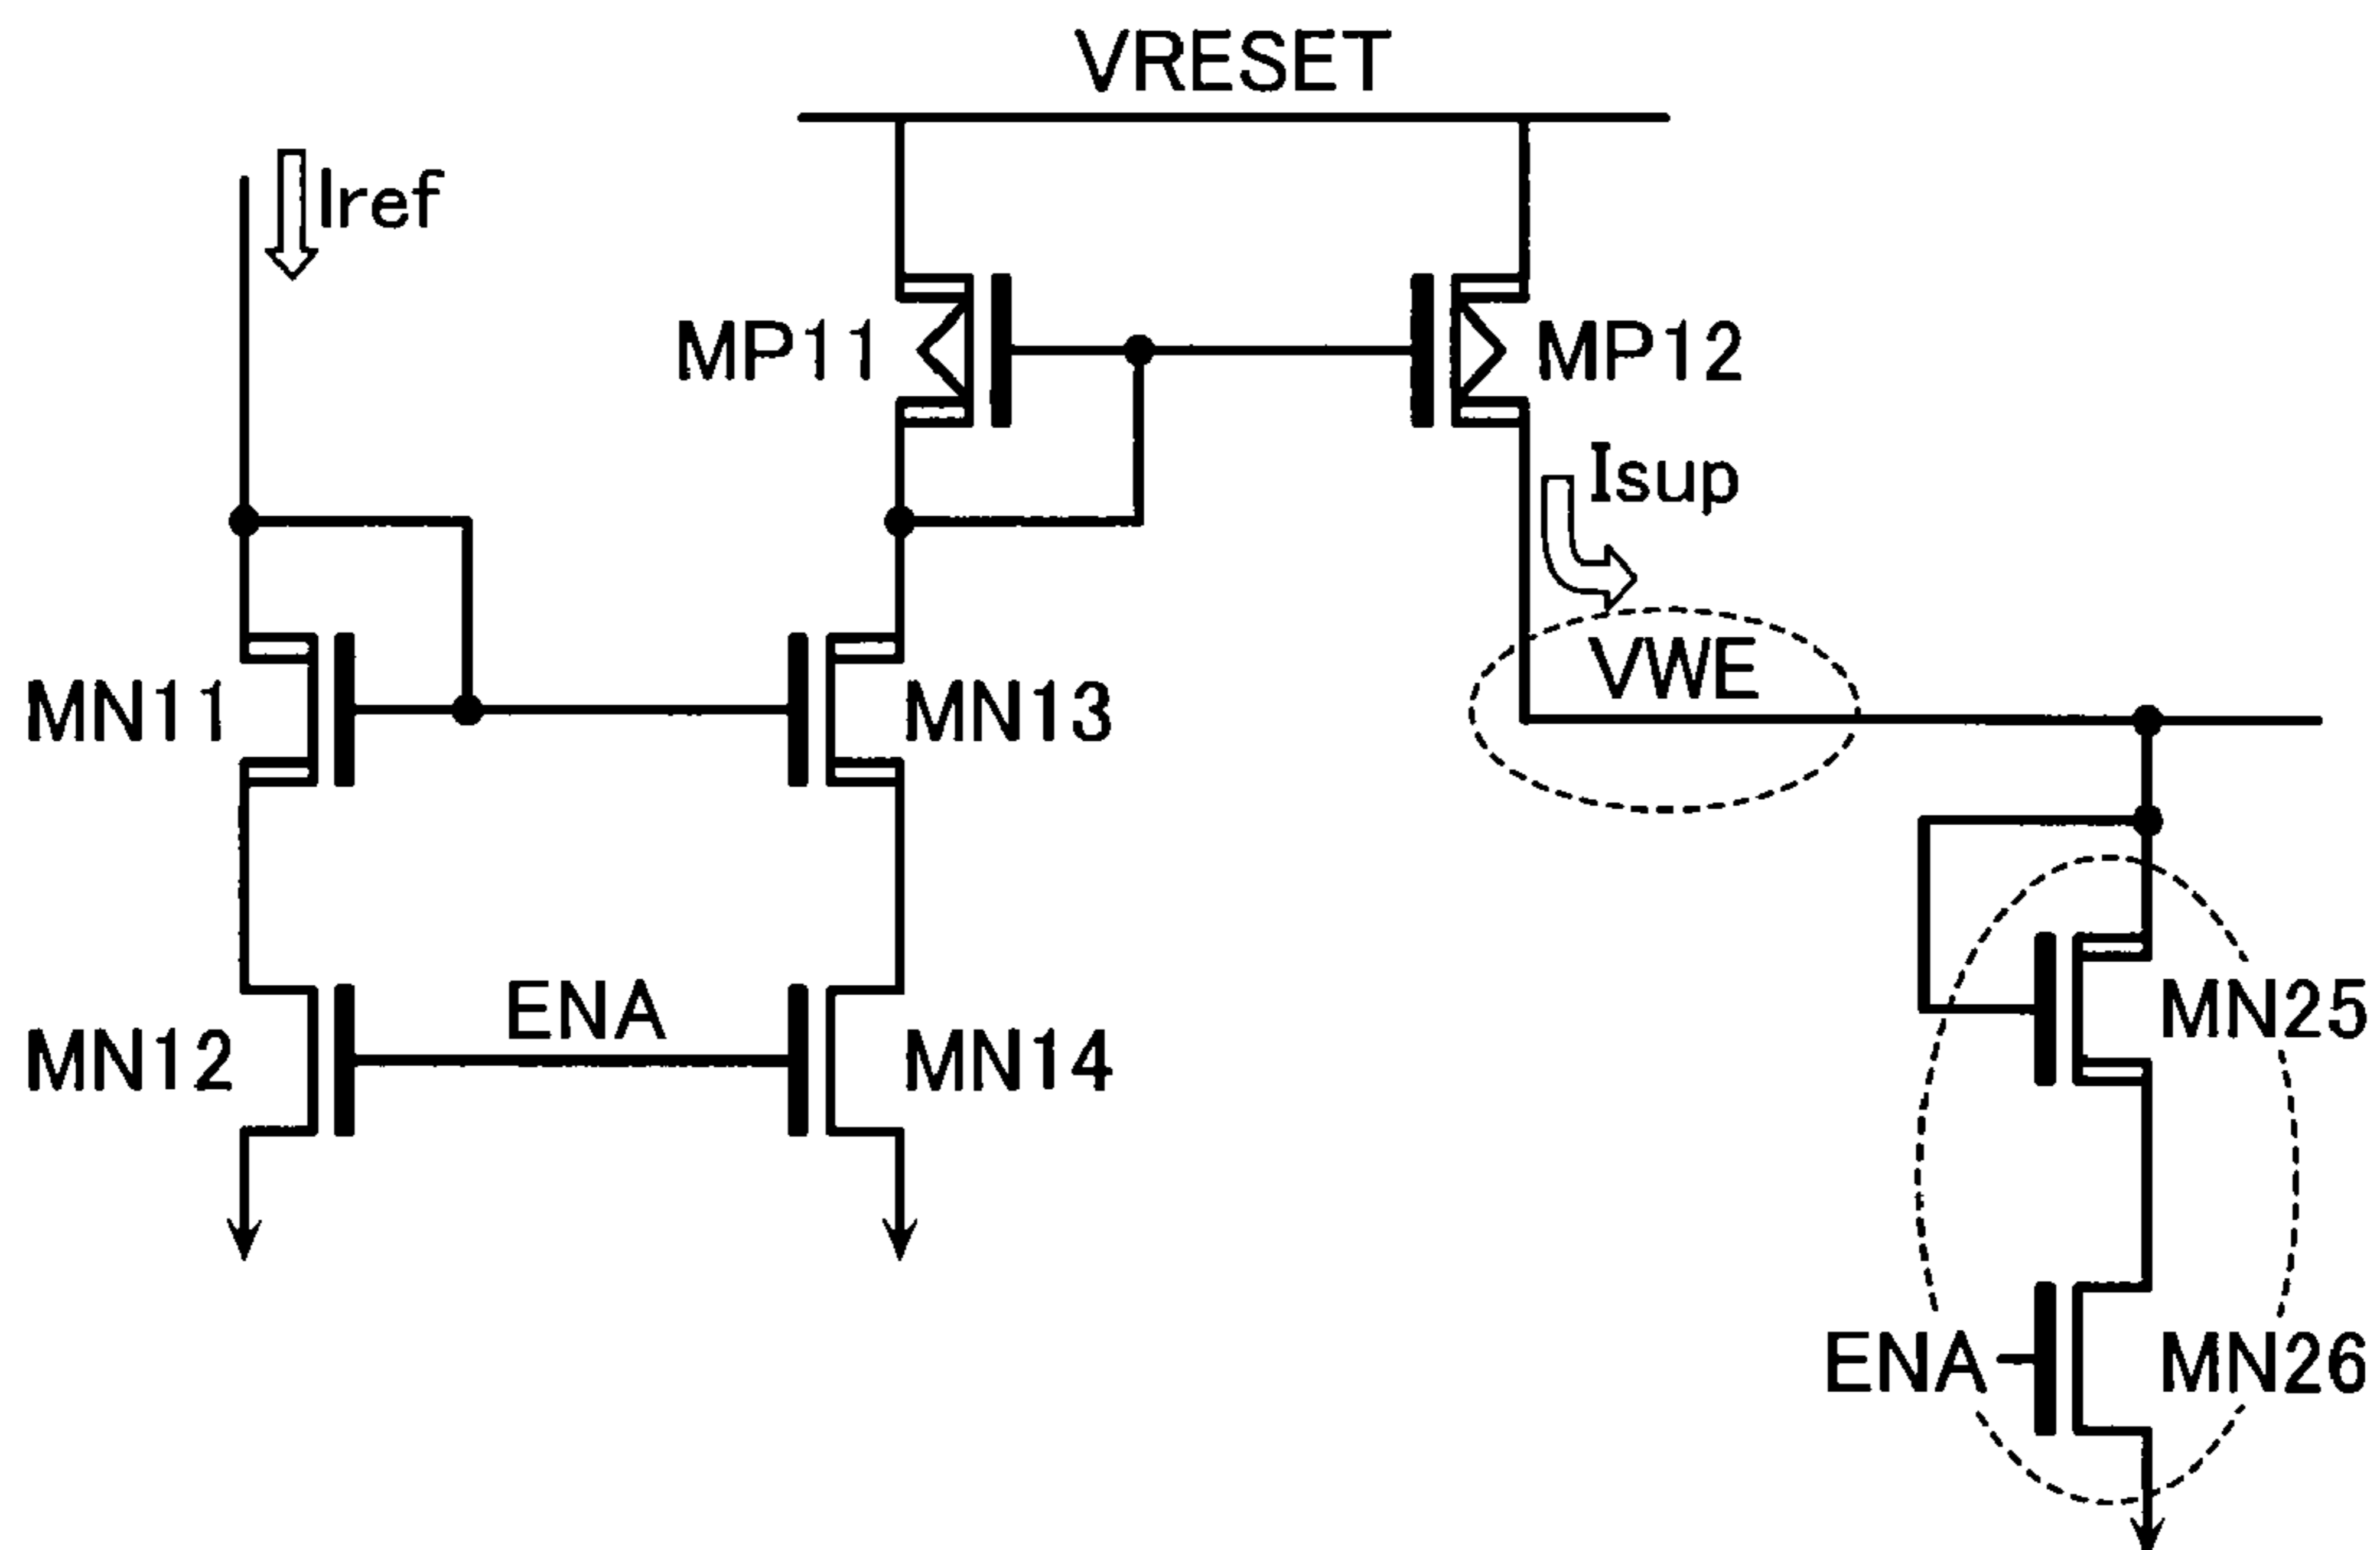 VRESET
Iref
MP11
MP12
Isup
VWE
MN11
MN13
MN25
ENA
MN12
MN14
ENA
MN26